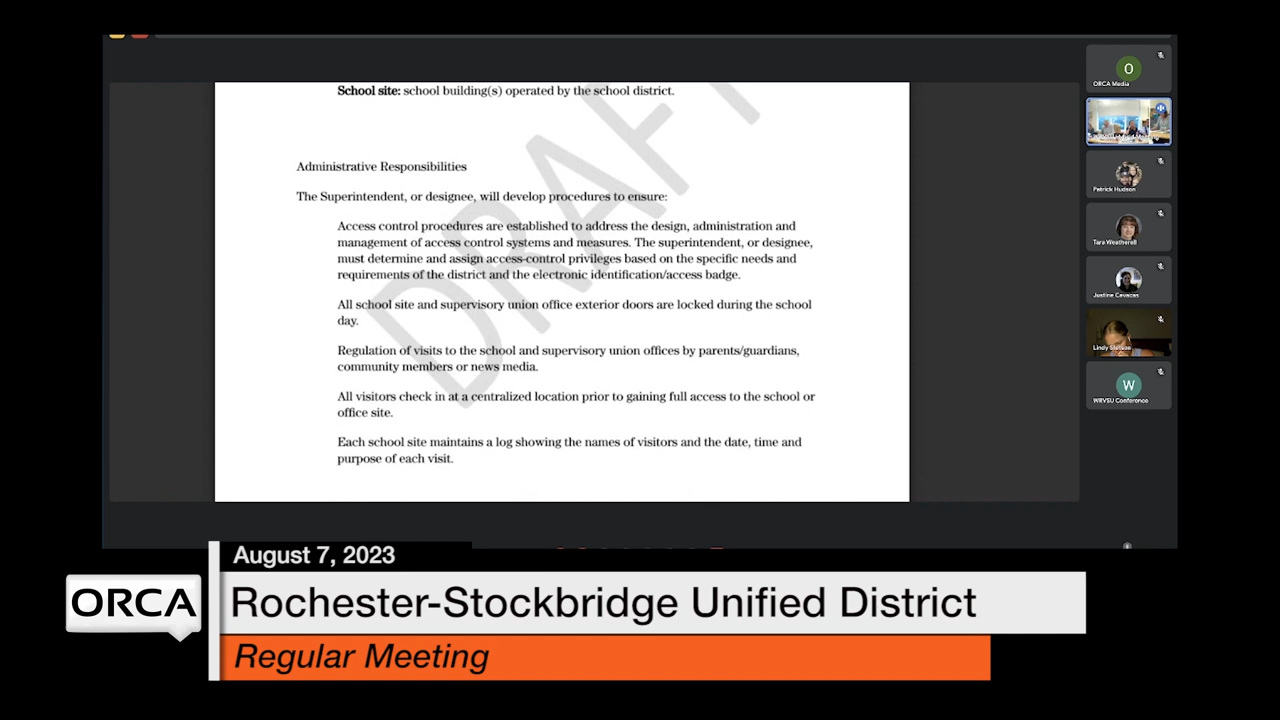 School site: school building(s) operated by the school district.
DRAFT
Administrative Responsibilities
The Superintendent, or designee, will develop procedures to ensure:
Access control procedures are established to address the design, administration and
management of access control systems and measures. The superintendent, or designee,
must determine and assign access-control privileges based on the specific needs and
requirements of the district and the electronic identification/access badge.
All school site and supervisory union office exterior doors are locked during the school
day.
Regulation of visits to the school and supervisory union offices by parents/guardians,
community members or news media.
All visitors check in at a centralized location prior to gaining full access to the school or
office site.
Each school site maintains a log showing the names of visitors and the date, time and
purpose of each visit.
O
ORCA Media
Patrick Hudson
Tara Weatherell
Justine Cavacas
Lindy Stetson
W
WRVSU Conference
August 7, 2023
ORCA
Rochester-Stockbridge Unified District
Regular Meeting